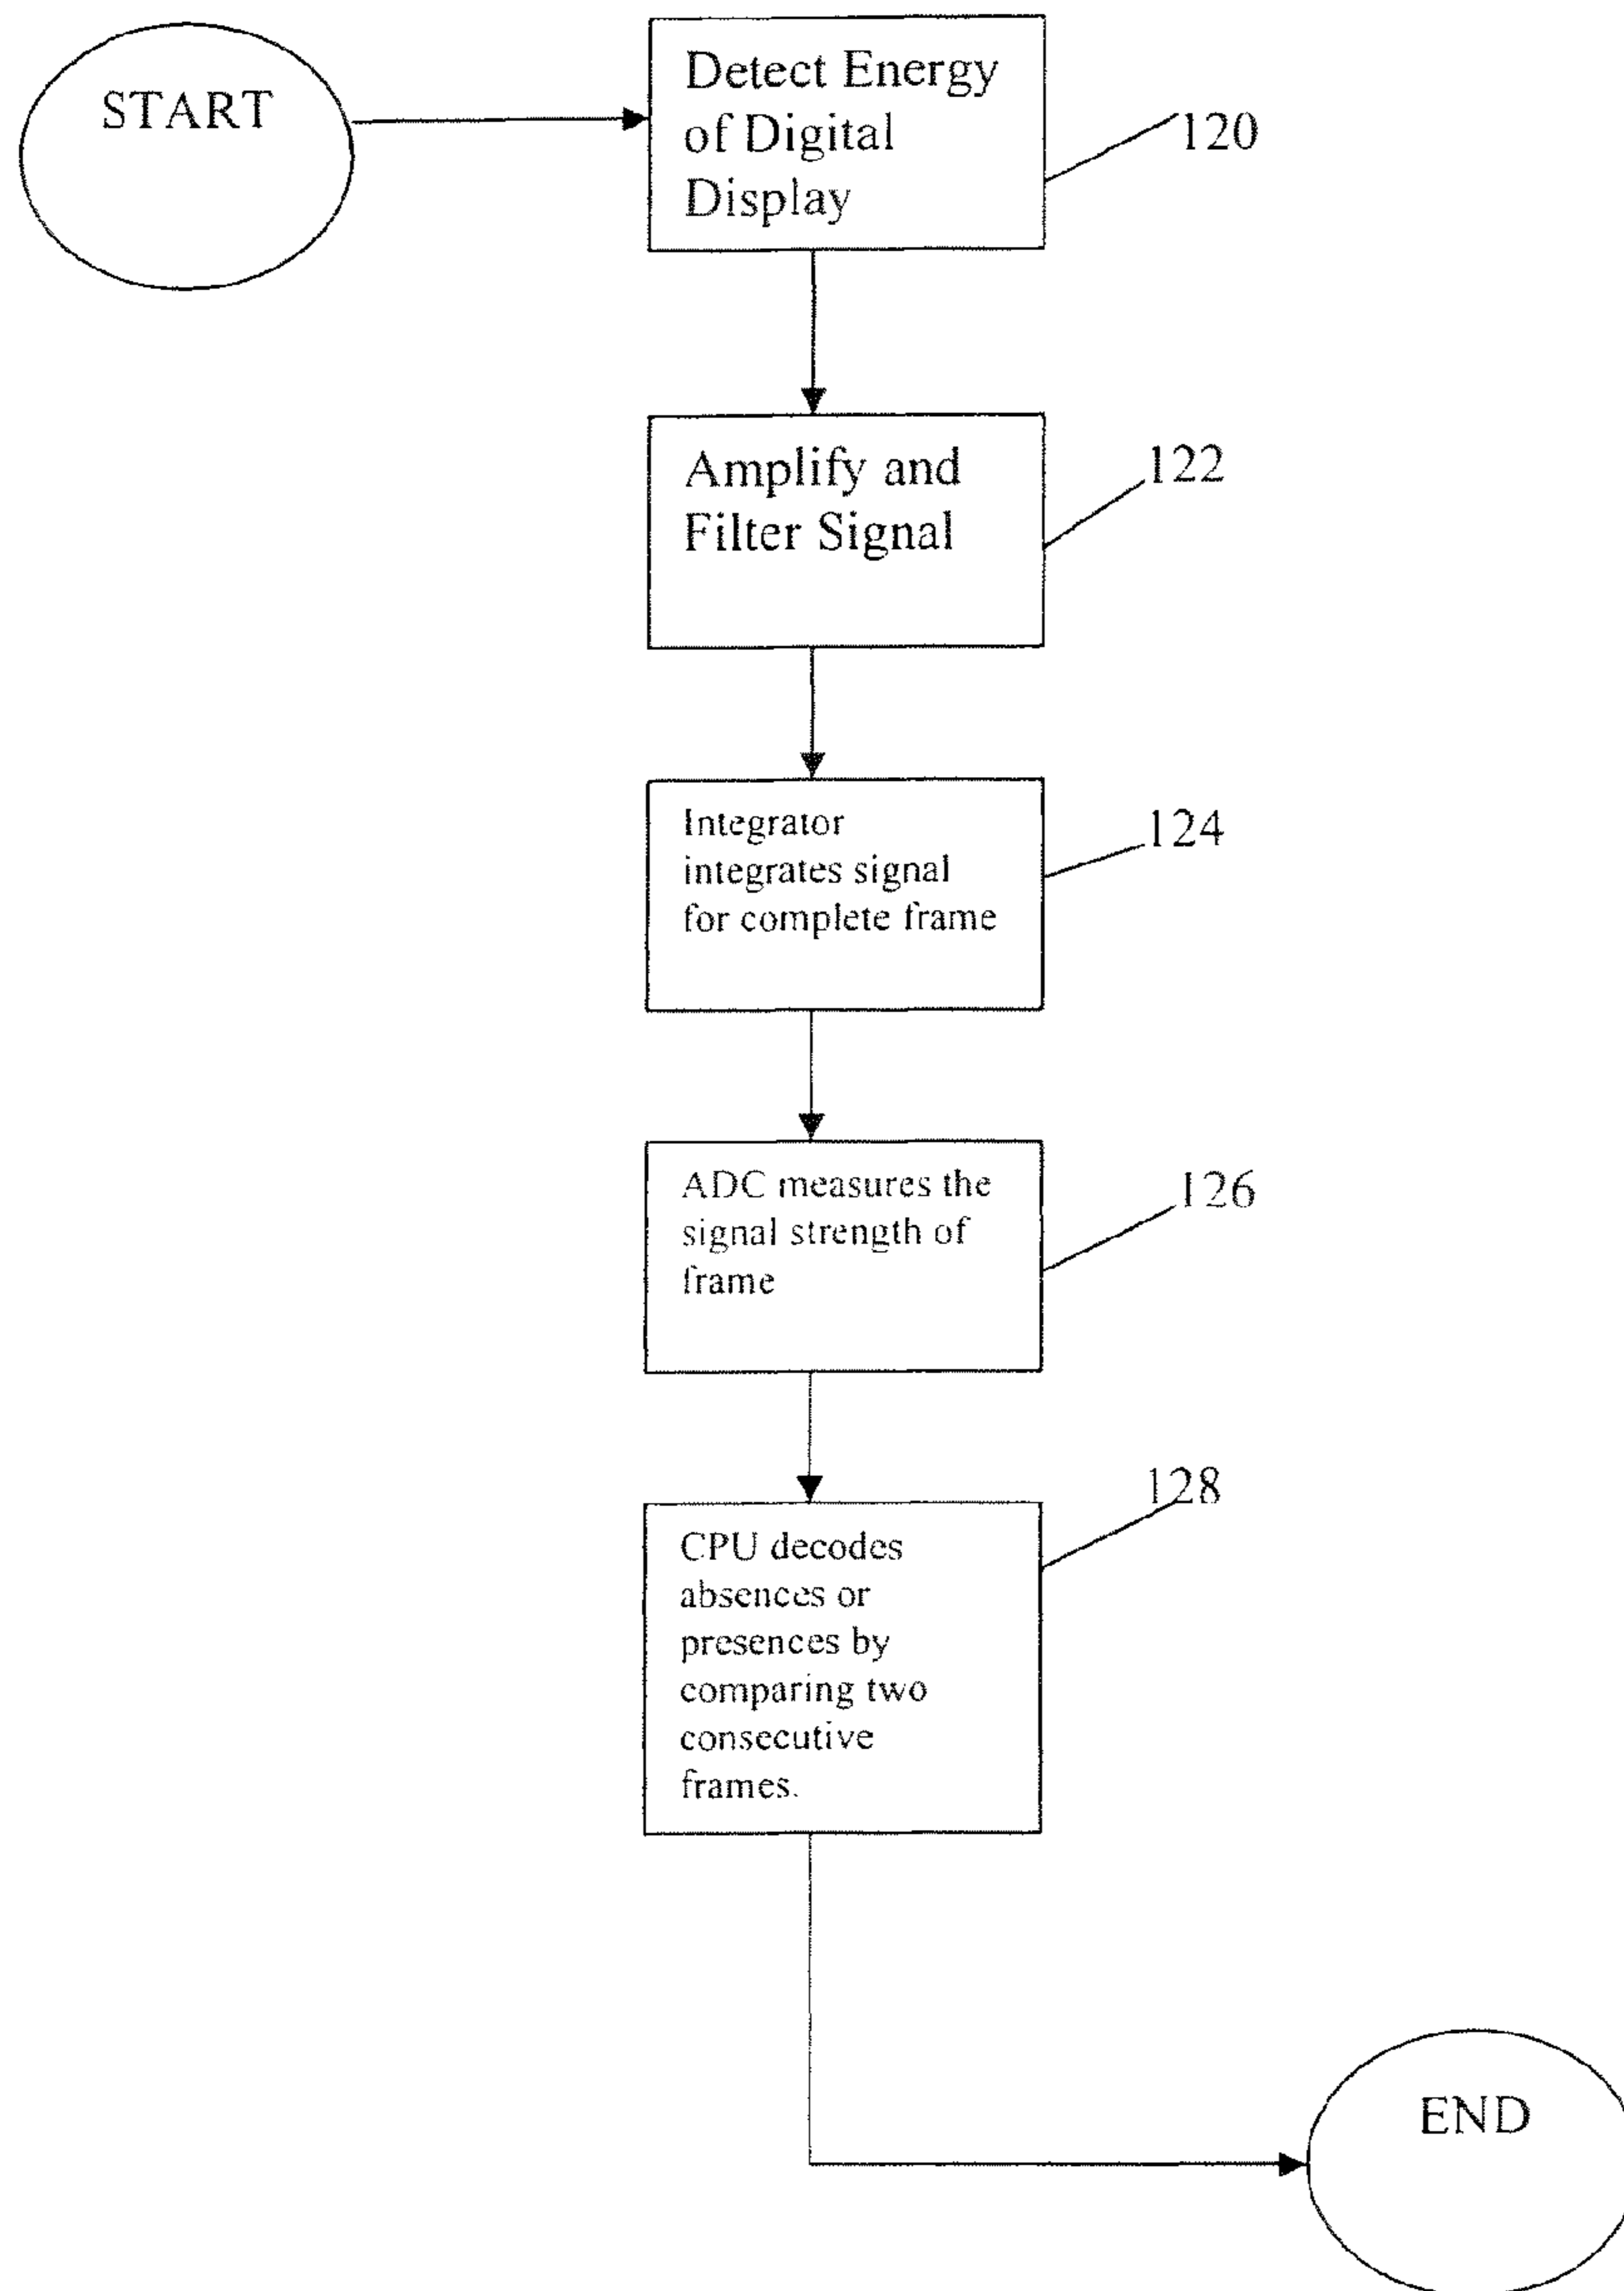 START
Detect Energy
of Digital
Display
120
Amplify and
Filter Signal
122
Integrator
integrates signal
for complete frame
124
ADC measures the
signal strength of
frame
126
CPU decodes
absences or
presences by
comparing two
consecutive
frames.
128
END